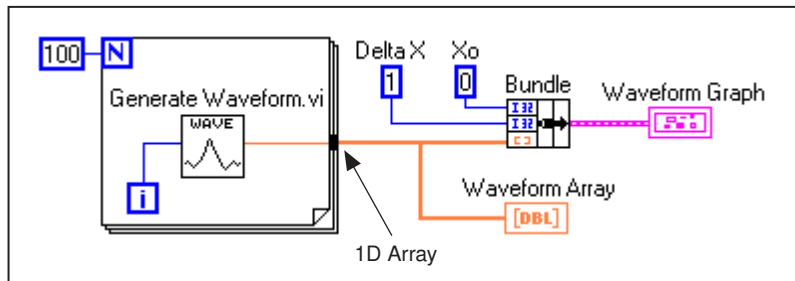 100
N
Generate Waveform.vi
WAVE
i
1D Array
Delta X
1
Xo
0
Bundle
I32
I32
[ ]
Waveform Graph
Waveform Array
[DBL]